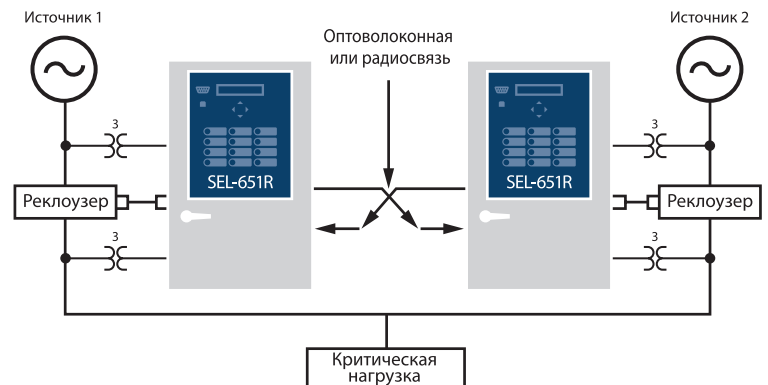 Источник 1
Источник 2
Оптоволоконная
или радиосвязь
3
3
SEL-651R
SEL-651R
Реклоузер
Реклоузер
3
3
Критическая
нагрузка